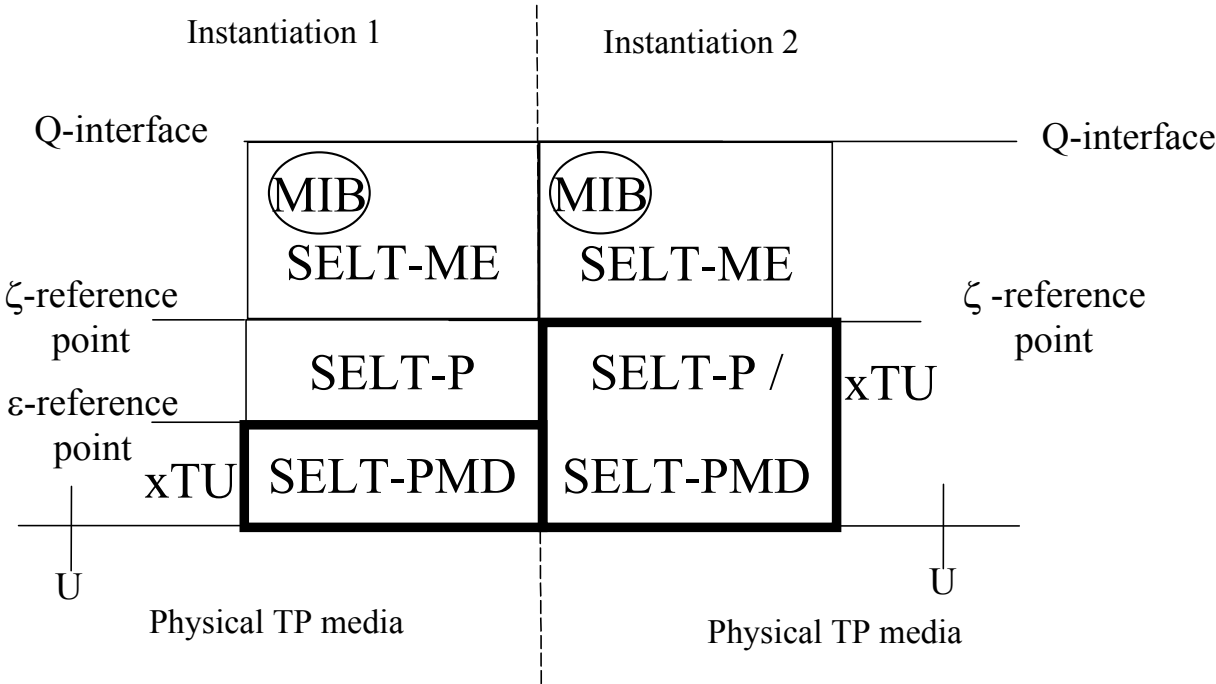 Instantiation 1
Instantiation 2
Q-interface
Q-interface
MIB
MIB
SELT-ME
SELT-ME
ζ-reference
point
ζ -reference
point
SELT-P
SELT-P /
xTU
ε-reference
point
xTU
SELT-PMD
SELT-PMD
U
U
Physical TP media
Physical TP media